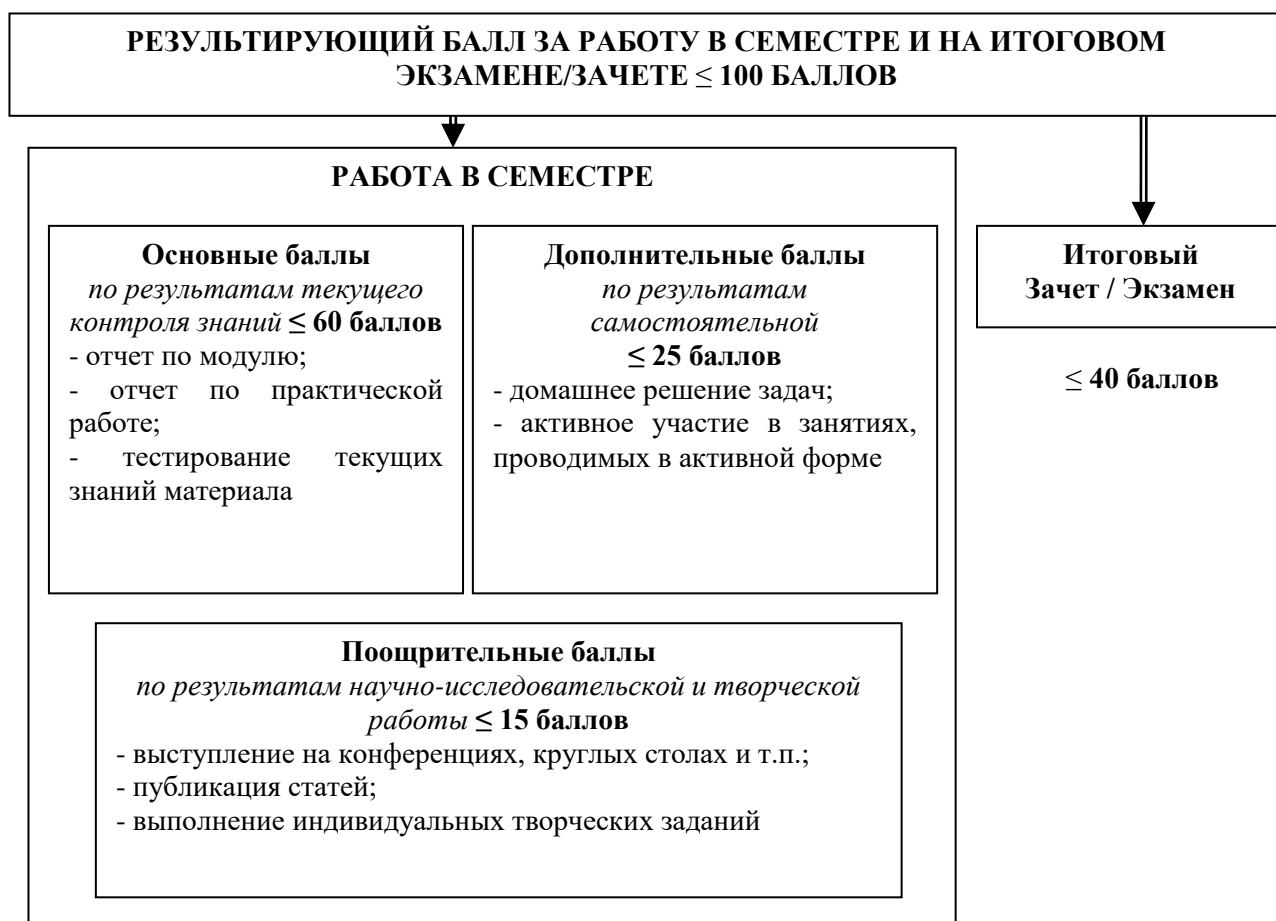 РЕЗУЛЬТИРУЮЩИЙ БАЛЛ ЗА РАБОТУ В СЕМЕСТРЕ И НА ИТОГОВОМ
ЭКЗАМЕНЕ/ЗАЧЕТЕ ≤ 100 БАЛЛОВ
РАБОТА В СЕМЕСТРЕ
Основные баллы
по результатам текущего
контроля знаний ≤ 60 баллов
- отчет по модулю;
- отчет по практической
работе;
- тестирование текущих
знаний материала
Дополнительные баллы
по результатам
самостоятельной
≤ 25 баллов
- домашнее решение задач;
- активное участие в занятиях,
проводимых в активной форме
Итоговый
Зачет / Экзамен
≤ 40 баллов
Поощрительные баллы
по результатам научно-исследовательской и творческой
работы ≤ 15 баллов
- выступление на конференциях, круглых столах и т.п.;
- публикация статей;
- выполнение индивидуальных творческих заданий